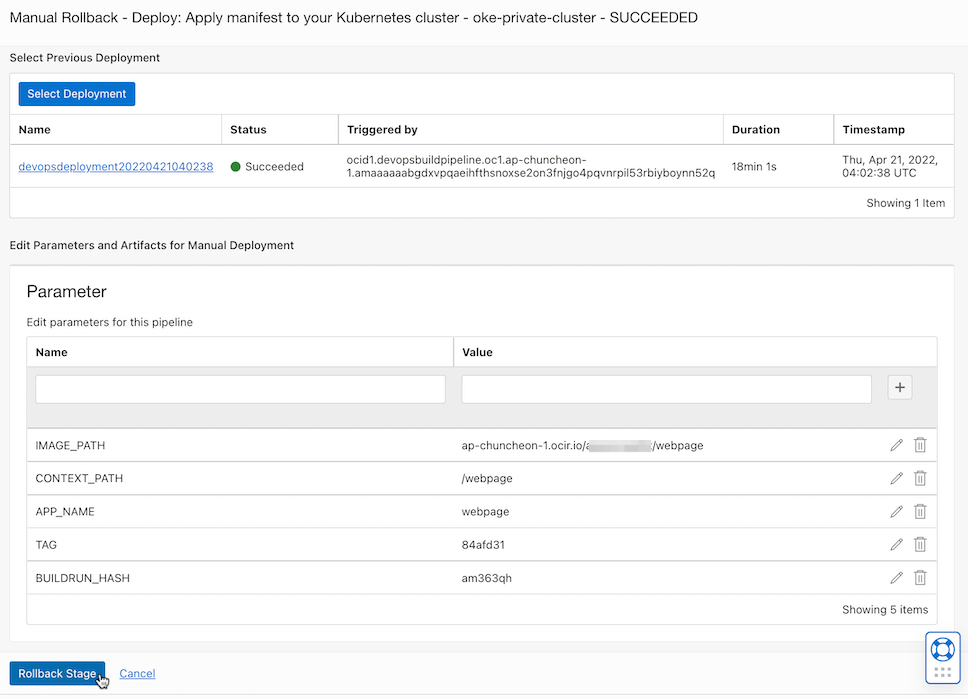 Manual Rollback - Deploy: Apply manifest to your Kubernetes cluster - oke-private-cluster - SUCCEEDED
Select Previous Deployment
Select Deployment
Name Status Triggered by Duration Timestamp
devopsdeployment20220421040238 Succeeded ocid1.devopsbuildpipeline.oc1.ap-chuncheon- 18min 1s Thu, Apr 21, 2022,
1.amaaaaaabgdxvpqaeihfthsnoxse2on3fnjgo4pqvnrpil53rbiyboynn52q 04:02:38 UTC
Showing 1 Item
Edit Parameters and Artifacts for Manual Deployment
Parameter
Edit parameters for this pipeline
Name Value
IMAGE_PATH ap-chuncheon-1.ocir.io/ /webpage
CONTEXT_PATH /webpage
APP_NAME webpage
TAG 84afd31
BUILDRUN_HASH am363qh
Showing 5 items
Rollback Stage Cancel